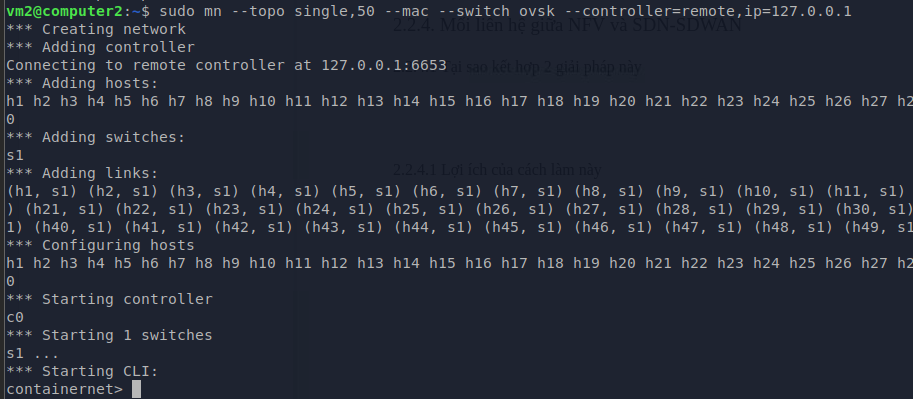 vm2@computer2:~$ sudo mn --topo single,50 --mac --switch ovsk --controller=remote,ip=127.0.0.1
*** Creating network
2.2.4. Mối liên hệ giữa NFV và SDN-SDWAN
*** Adding controller
Connecting to remote controller at 127.0.0.1:6653
Tại sao kết hợp 2 giải pháp này
*** Adding hosts:
h1 h2 h3 h4 h5 h6 h7 h8 h9 h10 h11 h12 h13 h14 h15 h16 h17 h18 h19 h20 h21 h22 h23 h24 h25 h26 h27 h2
0
*** Adding switches:
s1
2.2.4.1 Lợi ích của cách làm này
*** Adding links:
(h1, s1) (h2, s1) (h3, s1) (h4, s1) (h5, s1) (h6, s1) (h7, s1) (h8, s1) (h9, s1) (h10, s1) (h11, s1)
) (h21, s1) (h22, s1) (h23, s1) (h24, s1) (h25, s1) (h26, s1) (h27, s1) (h28, s1) (h29, s1) (h30, s1)
1) (h40, s1) (h41, s1) (h42, s1) (h43, s1) (h44, s1) (h45, s1) (h46, s1) (h47, s1) (h48, s1) (h49, s1
*** Configuring hosts
h1 h2 h3 h4 h5 h6 h7 h8 h9 h10 h11 h12 h13 h14 h15 h16 h17 h18 h19 h20 h21 h22 h23 h24 h25 h26 h27 h2
0
*** Starting controller
c0
*** Starting 1 switches
s1 ...
*** Starting CLI:
containernet>